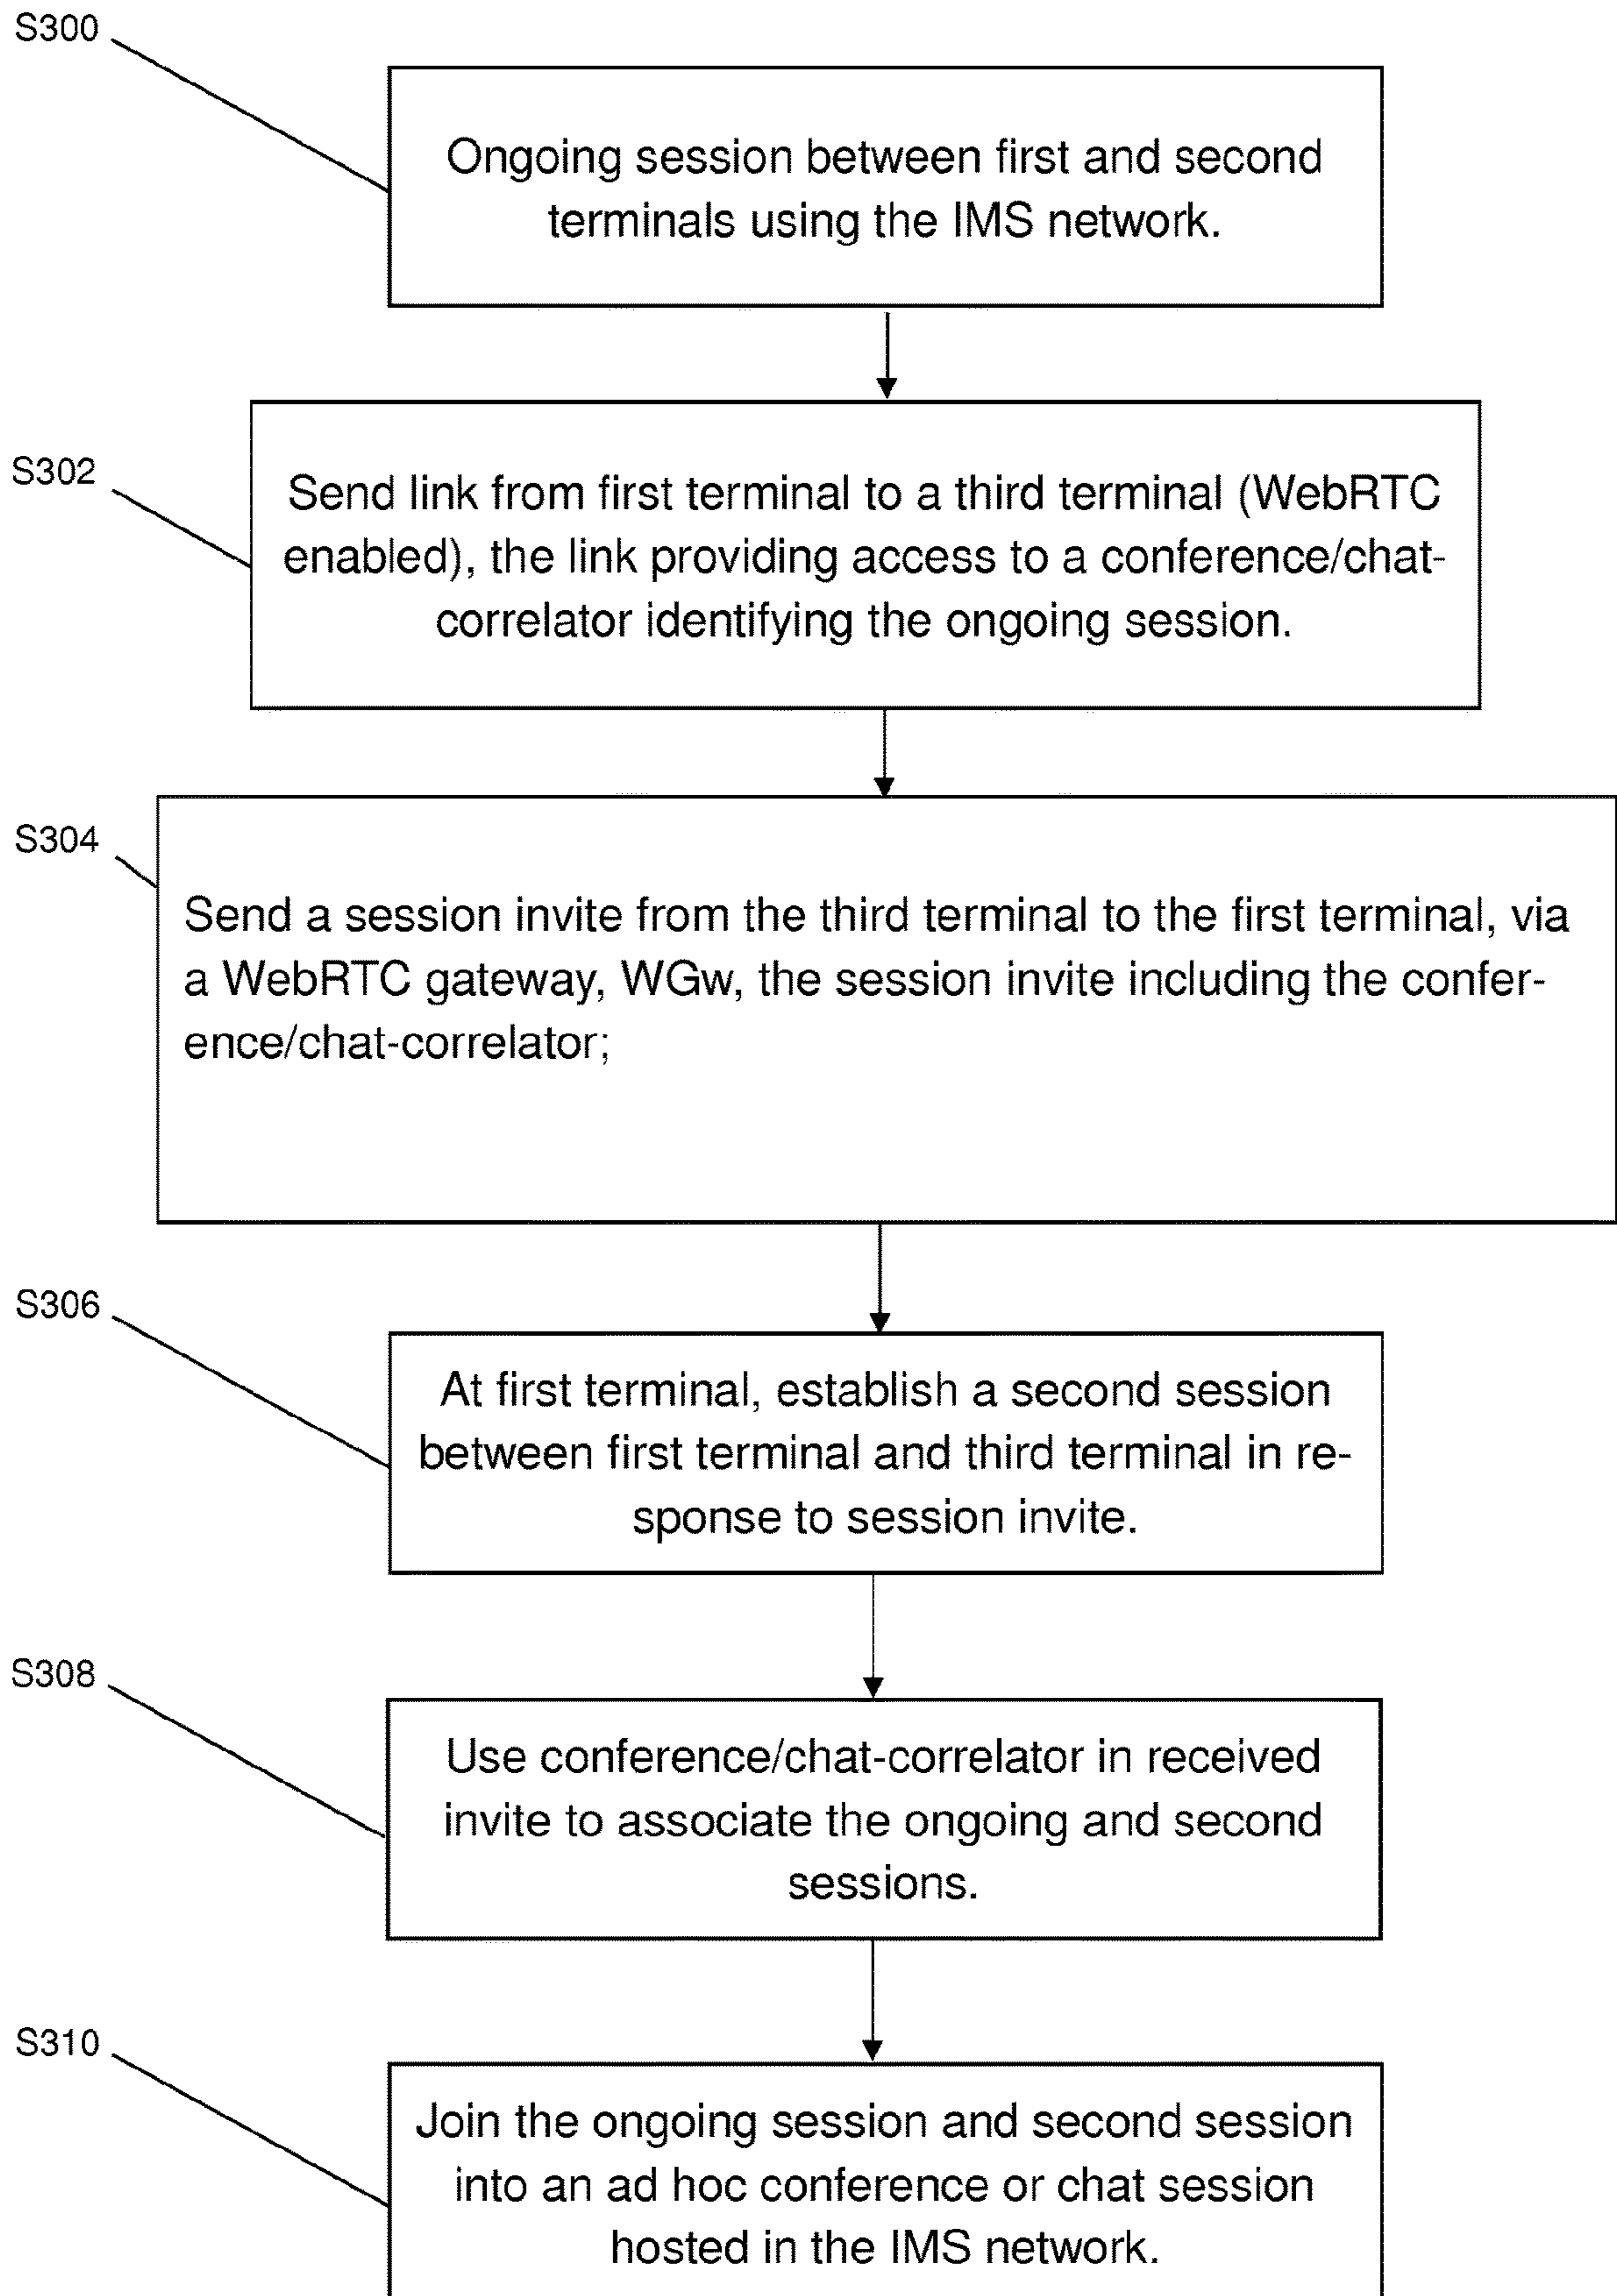 S300
Ongoing session between first and second
terminals using the IMS network.
S302
Send link from first terminal to a third terminal (WebRTC
enabled), the link providing access to a conference/chat-
correlator identifying the ongoing session.
S304
Send a session invite from the third terminal to the first terminal, via
a WebRTC gateway, WGw, the session invite including the confer-
ence/chat-correlator;
S306
At first terminal, establish a second session
between first terminal and third terminal in re-
sponse to session invite.
S308
Use conference/chat-correlator in received
invite to associate the ongoing and second
sessions.
S310
Join the ongoing session and second session
into an ad hoc conference or chat session
hosted in the IMS network.